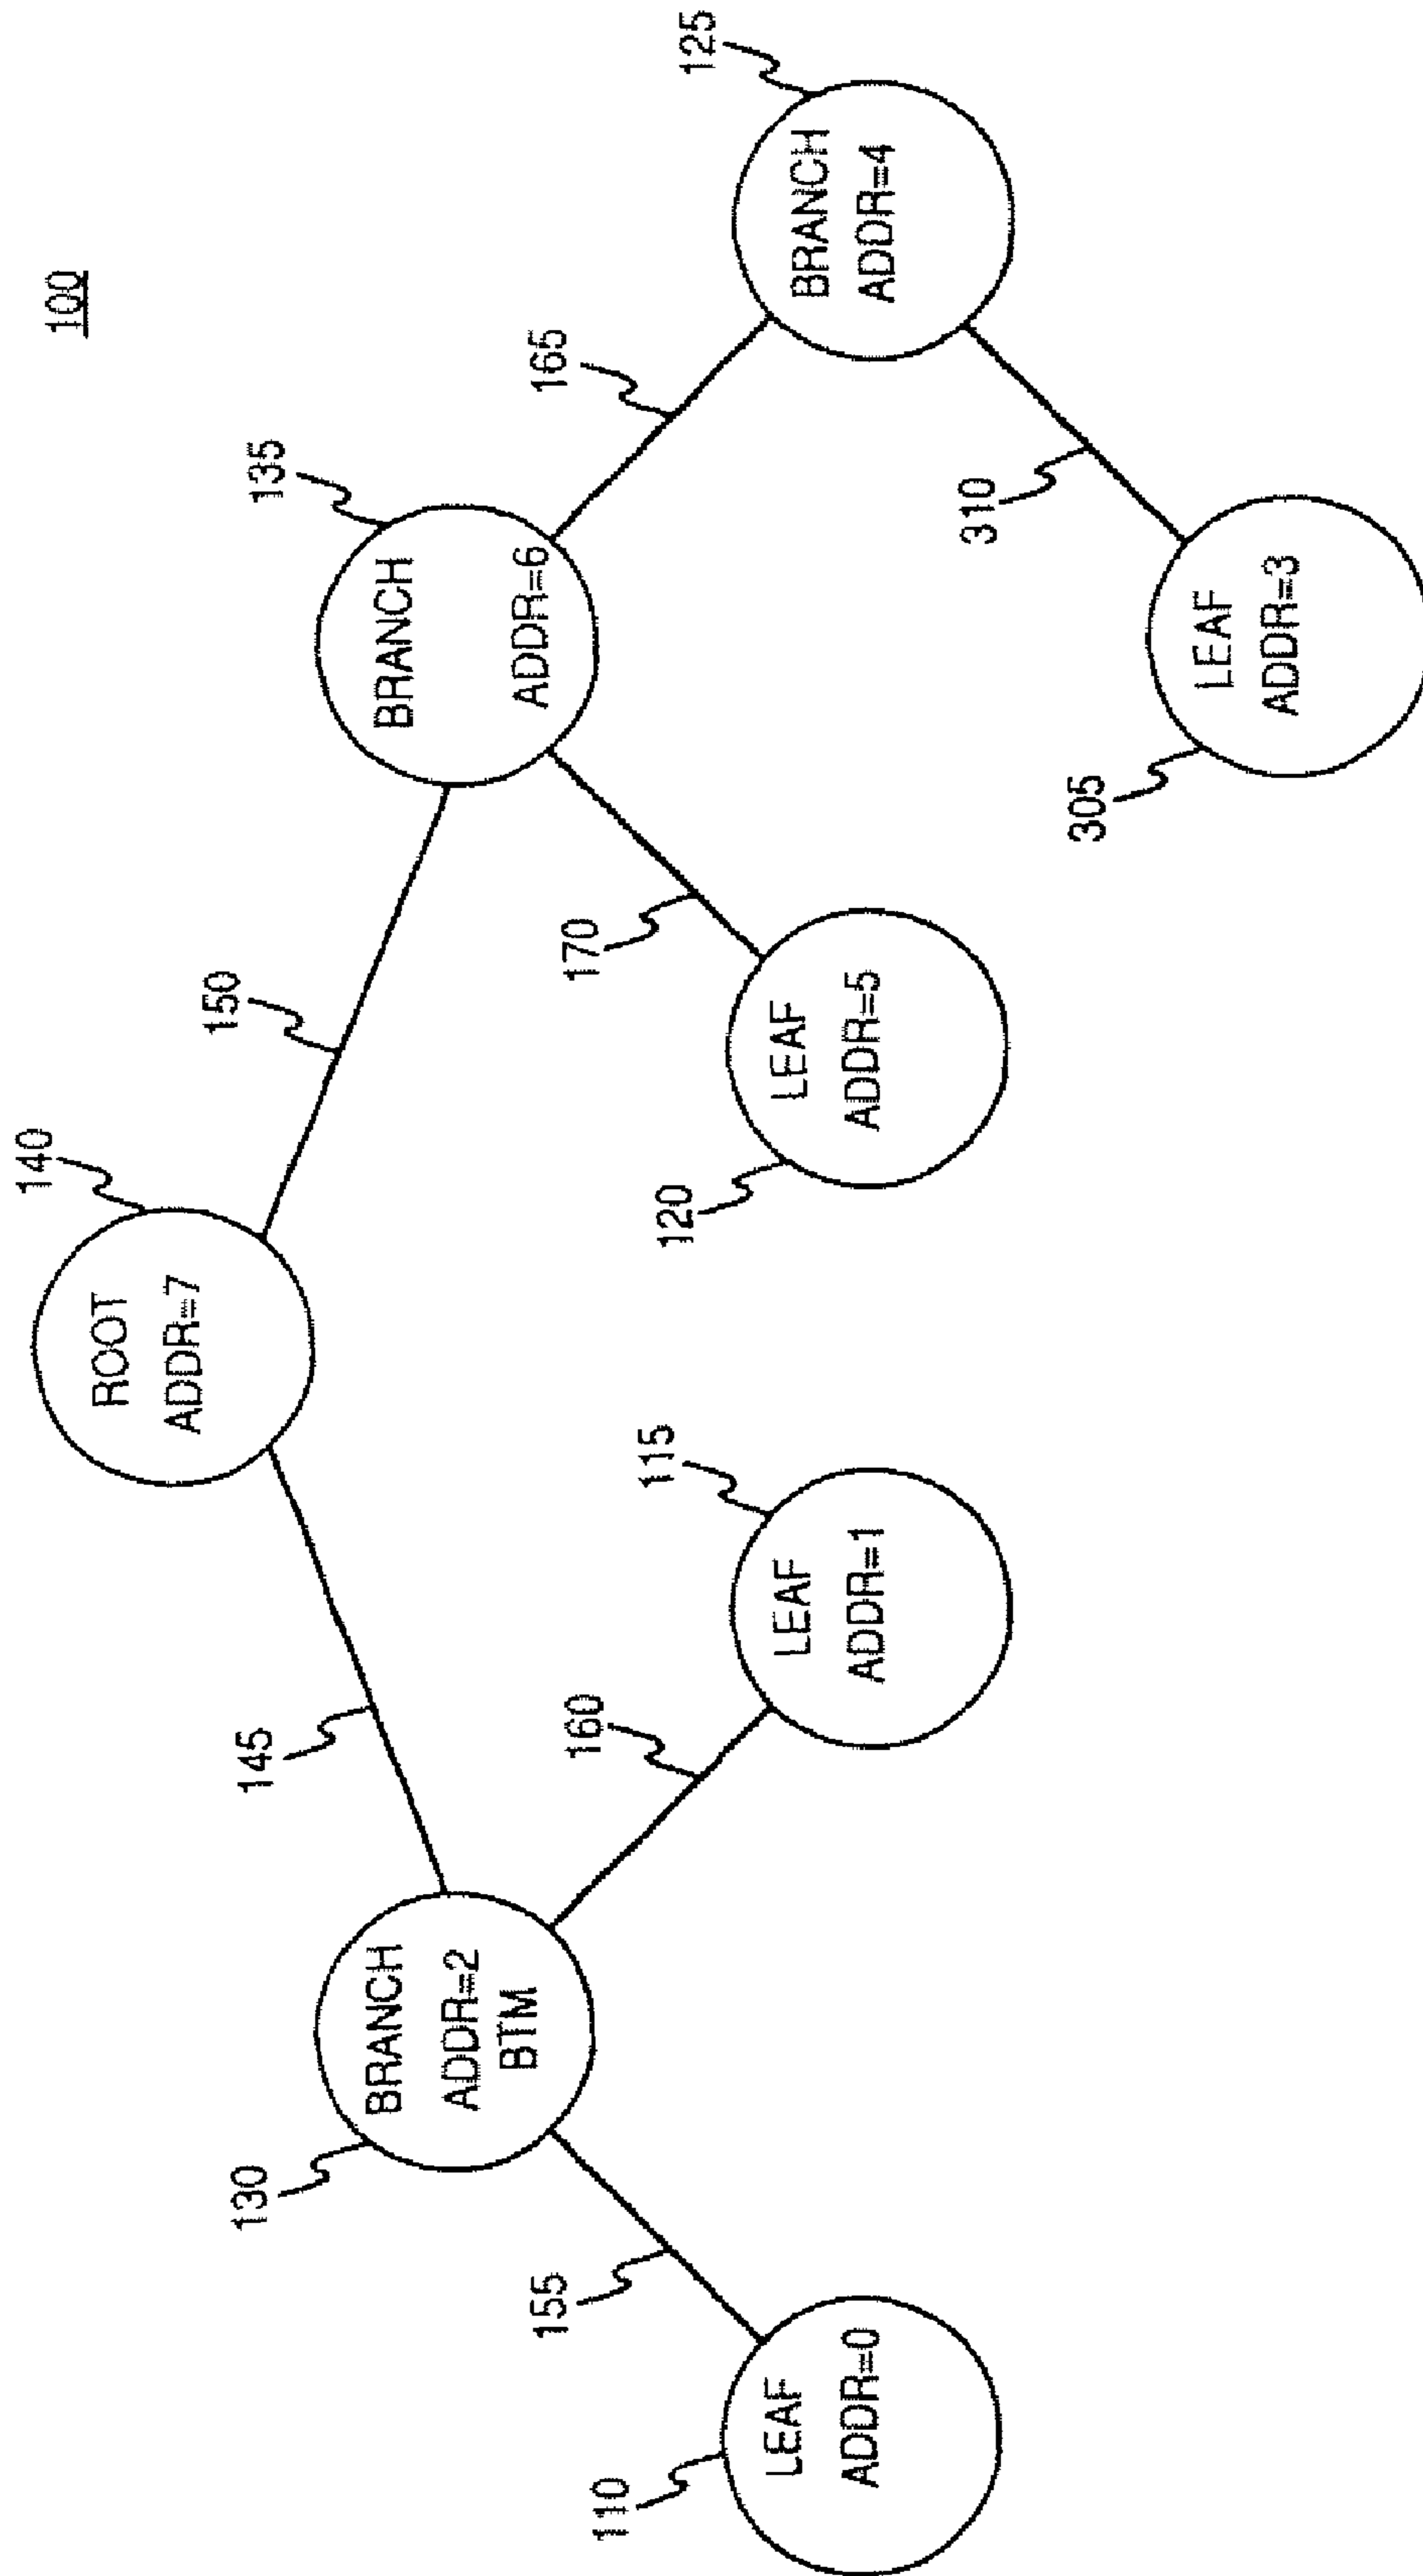 100
140
ROOT
ADDR=7
145
150
130
BRANCH
ADDR=2
BTM
135
BRANCH
ADDR=6
155
160
170
165
110
LEAF
ADDR=0
115
LEAF
ADDR=1
120
LEAF
ADDR=5
125
BRANCH
ADDR=4
310
305
LEAF
ADDR=3